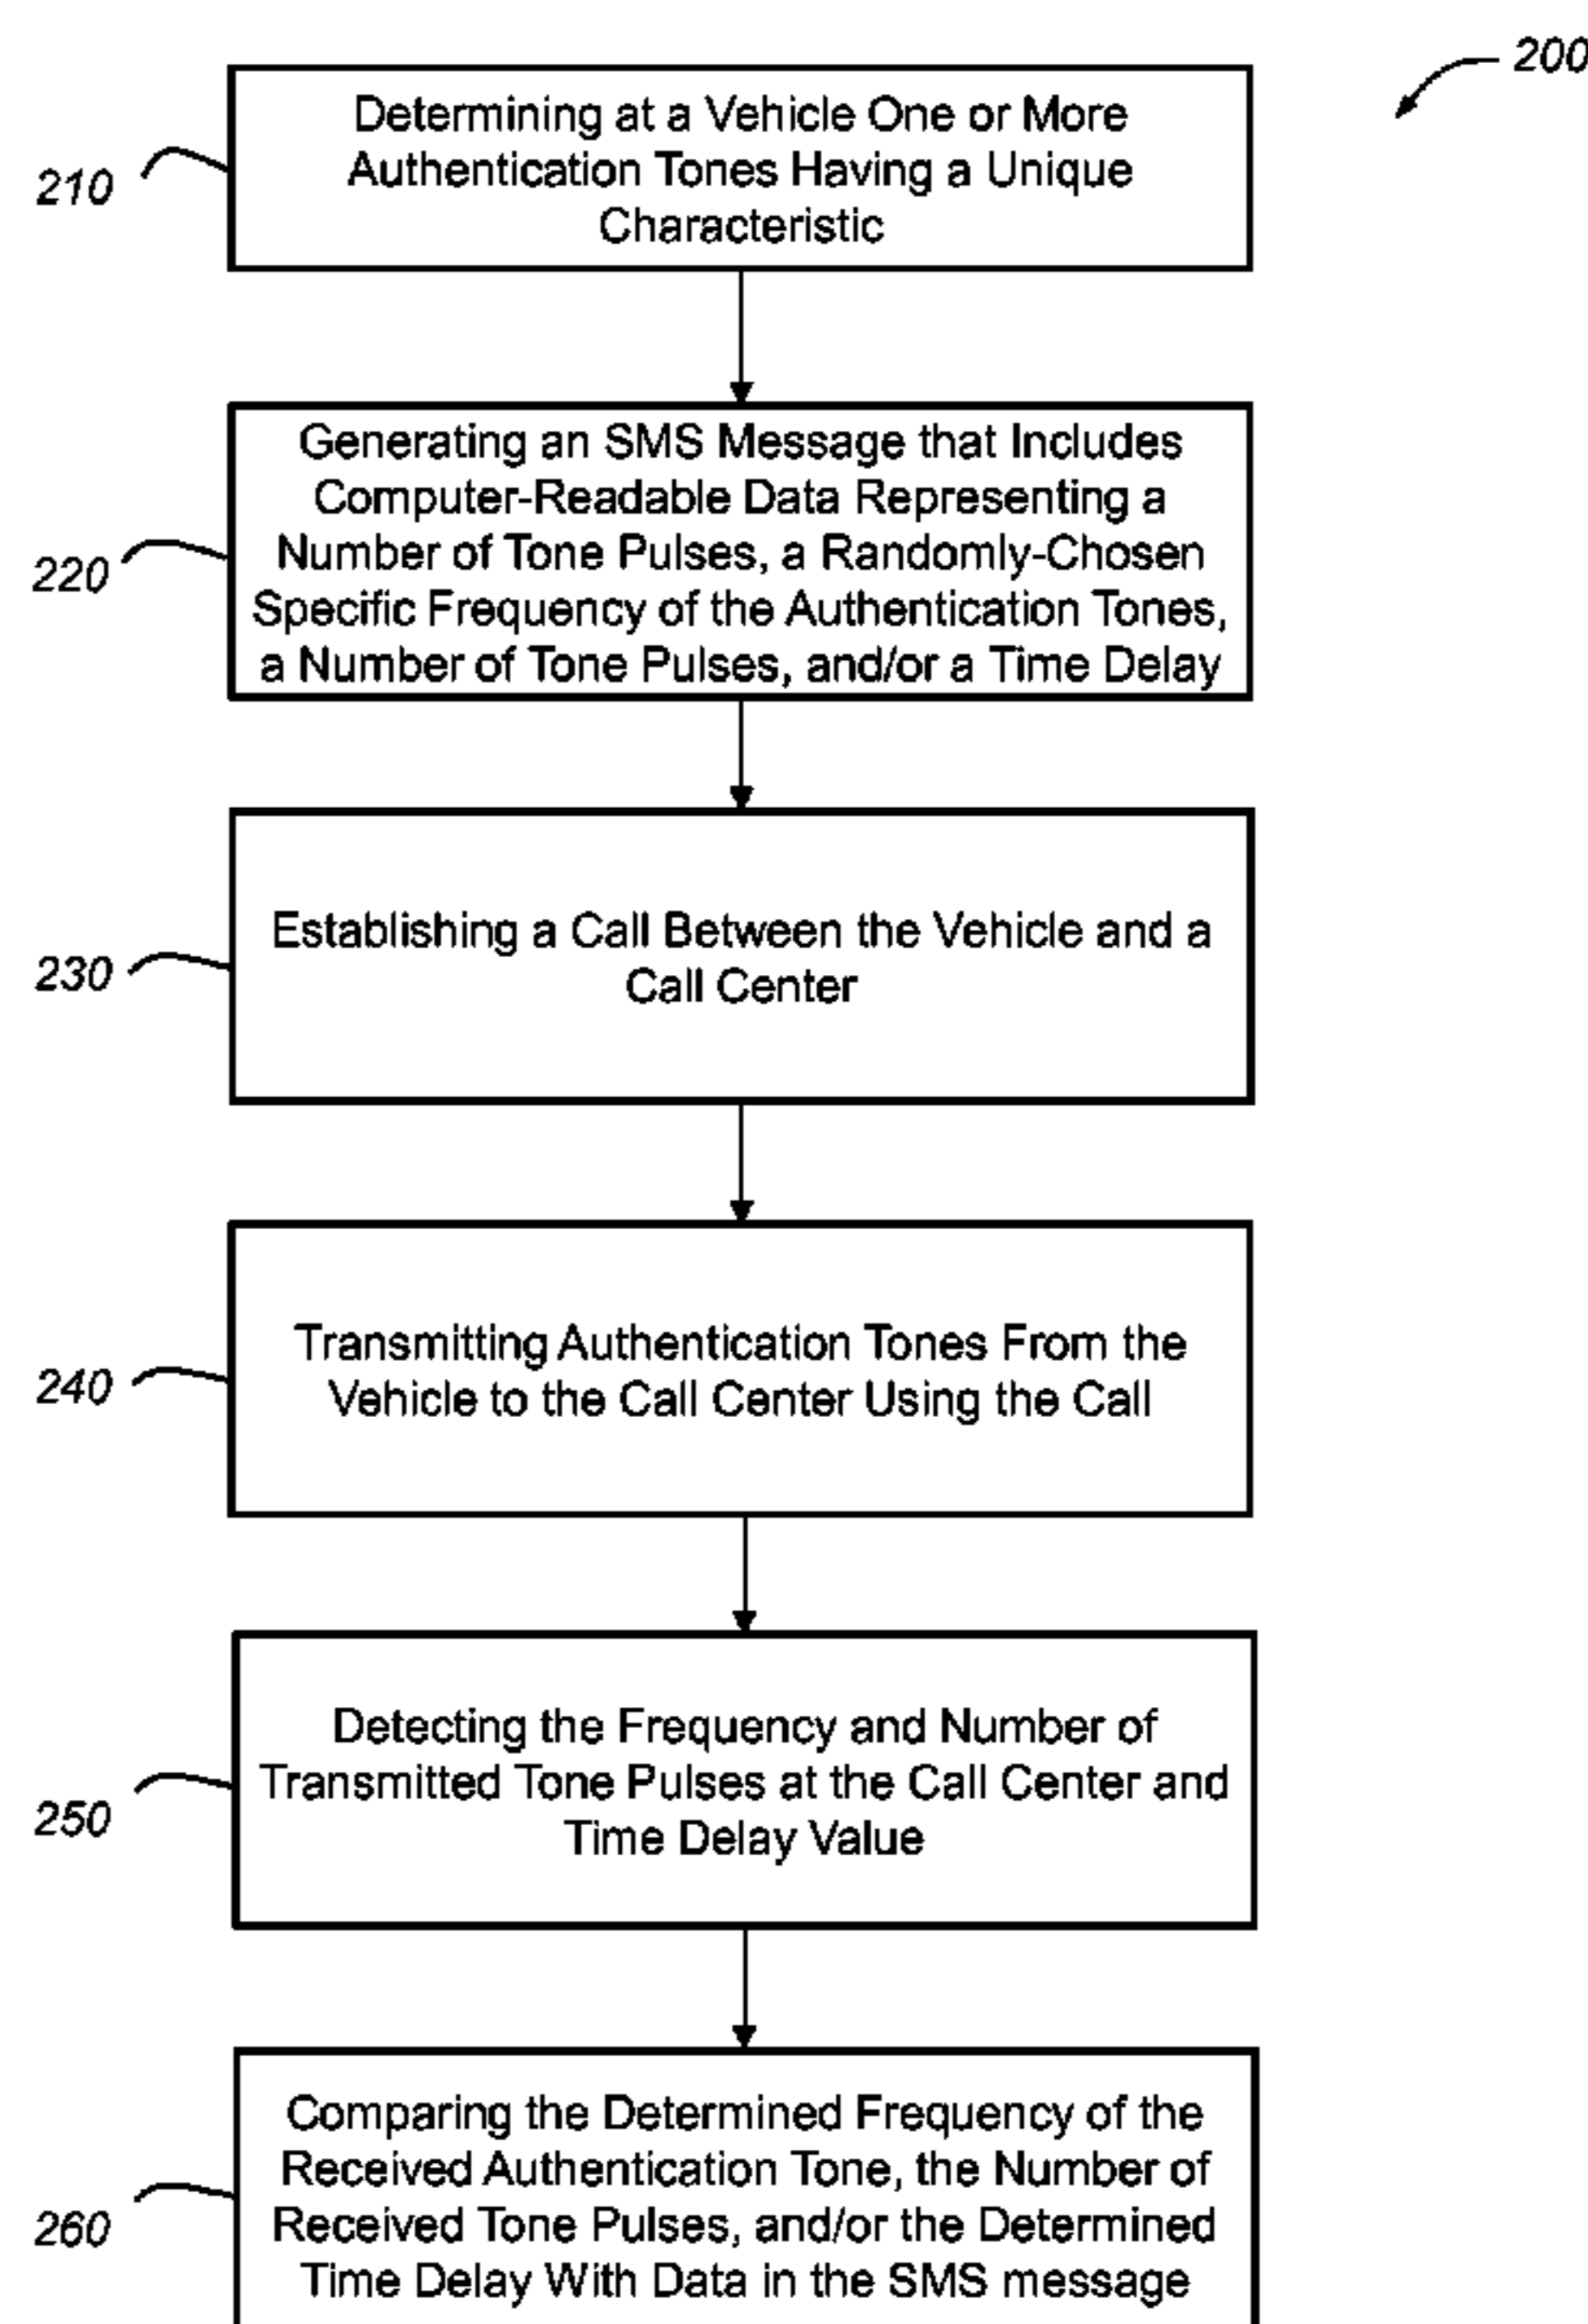 200
210
Determining at a Vehicle One or More
Authentication Tones Having a Unique
Characteristic
220
Generating an SMS Message that Includes
Computer-Readable Data Representing a
Number of Tone Pulses, a Randomly-Chosen
Specific Frequency of the Authentication Tones,
a Number of Tone Pulses, and/or a Time Delay
230
Establishing a Call Between the Vehicle and a
Call Center
240
Transmitting Authentication Tones From the
Vehicle to the Call Center Using the Call
250
Detecting the Frequency and Number of
Transmitted Tone Pulses at the Call Center and
Time Delay Value
260
Comparing the Determined Frequency of the
Received Authentication Tone, the Number of
Received Tone Pulses, and/or the Determined
Time Delay With Data in the SMS message